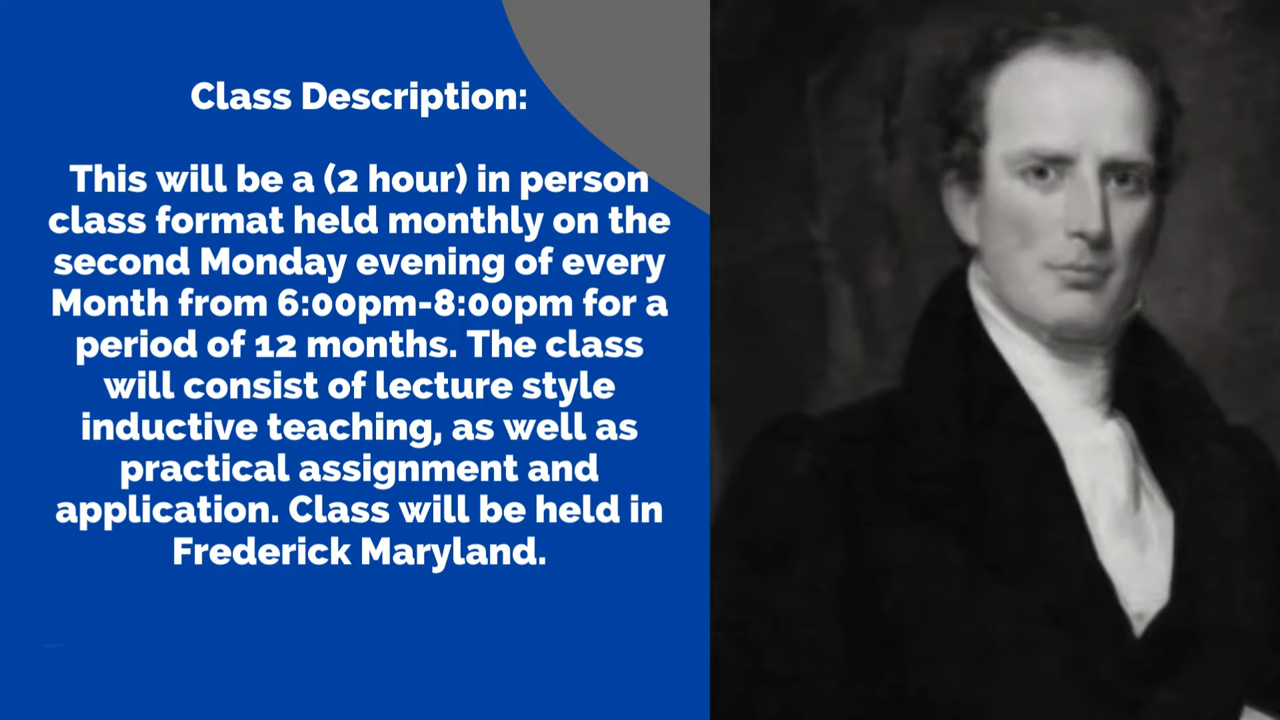 Class Description:
This will be a (2 hour) in person
class format held monthly on the
second Monday evening of every
Month from 6:00pm-8:00pm for a
period of 12 months. The class
will consist of lecture style
inductive teaching, as well as
practical assignment and
application. Class will be held in
Frederick Maryland.